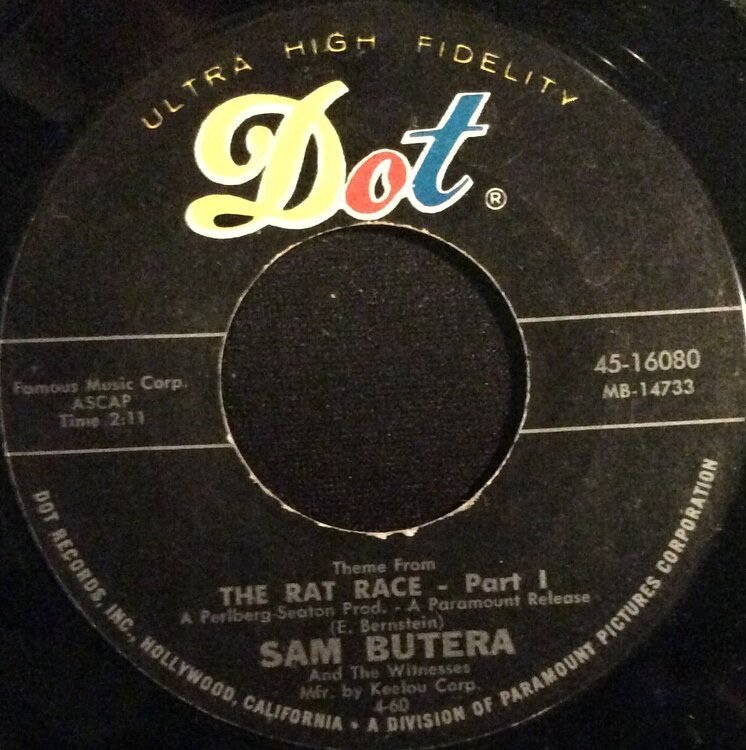 ULTRA HIGH FIDELITY
Dot ®
45-16080
MB-14733
Famous Music Corp.
ASCAP
Time 2:11
Theme From
THE RAT RACE - Part I
A Perlberg-Seaton Prod. - A Paramount Release
(E. Bernstein)
SAM BUTERA
And The Witnesses
Mfr. by Keelou Corp.
4-60
DOT RECORDS, INC., HOLLYWOOD, CALIFORNIA • A DIVISION OF PARAMOUNT PICTURES CORPORATION